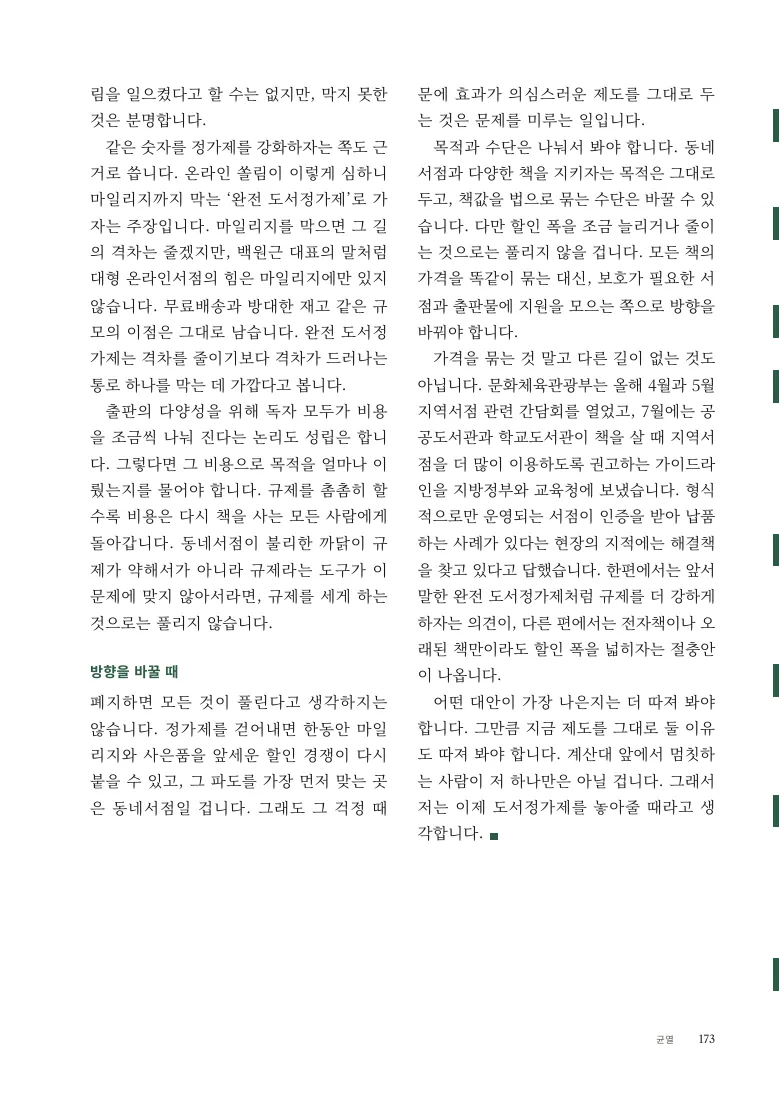 림을 일으켰다고 할 수는 없지만, 막지 못한
것은 분명합니다.
같은 숫자를 정가제를 강화하자는 쪽도 근
거로 씁니다. 온라인 쏠림이 이렇게 심하니
마일리지까지 막는 ‘완전 도서정가제’로 가
자는 주장입니다. 마일리지를 막으면 그 길
의 격차는 줄겠지만, 백원근 대표의 말처럼
대형 온라인서점의 힘은 마일리지에만 있지
않습니다. 무료배송과 방대한 재고 같은 규
모의 이점은 그대로 남습니다. 완전 도서정
가제는 격차를 줄이기보다 격차가 드러나는
통로 하나를 막는 데 가깝다고 봅니다.
출판의 다양성을 위해 독자 모두가 비용
을 조금씩 나눠 진다는 논리도 성립은 합니
다. 그렇다면 그 비용으로 목적을 얼마나 이
뤘는지를 물어야 합니다. 규제를 촘촘히 할
수록 비용은 다시 책을 사는 모든 사람에게
돌아갑니다. 동네서점이 불리한 까닭이 규
제가 약해서가 아니라 규제라는 도구가 이
문제에 맞지 않아서라면, 규제를 세게 하는
것으로는 풀리지 않습니다.
방향을 바꿀 때
폐지하면 모든 것이 풀린다고 생각하지는
않습니다. 정가제를 걷어내면 한동안 마일
리지와 사은품을 앞세운 할인 경쟁이 다시
붙을 수 있고, 그 파도를 가장 먼저 맞는 곳
은 동네서점일 겁니다. 그래도 그 걱정 때
문에 효과가 의심스러운 제도를 그대로 두
는 것은 문제를 미루는 일입니다.
목적과 수단은 나눠서 봐야 합니다. 동네
서점과 다양한 책을 지키자는 목적은 그대로
두고, 책값을 법으로 묶는 수단은 바꿀 수 있
습니다. 다만 할인 폭을 조금 늘리거나 줄이
는 것으로는 풀리지 않을 겁니다. 모든 책의
가격을 똑같이 묶는 대신, 보호가 필요한 서
점과 출판물에 지원을 모으는 쪽으로 방향을
바꿔야 합니다.
가격을 묶는 것 말고 다른 길이 없는 것도
아닙니다. 문화체육관광부는 올해 4월과 5월
지역서점 관련 간담회를 열었고, 7월에는 공
공도서관과 학교도서관이 책을 살 때 지역서
점을 더 많이 이용하도록 권고하는 가이드라
인을 지방정부와 교육청에 보냈습니다. 형식
적으로만 운영되는 서점이 인증을 받아 납품
하는 사례가 있다는 현장의 지적에는 해결책
을 찾고 있다고 답했습니다. 한편에서는 앞서
말한 완전 도서정가제처럼 규제를 더 강하게
하자는 의견이, 다른 편에서는 전자책이나 오
래된 책만이라도 할인 폭을 넓히자는 절충안
이 나옵니다.
어떤 대안이 가장 나은지는 더 따져 봐야
합니다. 그만큼 지금 제도를 그대로 둘 이유
도 따져 봐야 합니다. 계산대 앞에서 멈칫하
는 사람이 저 하나만은 아닐 겁니다. 그래서
저는 이제 도서정가제를 놓아줄 때라고 생
각합니다.
균열 173